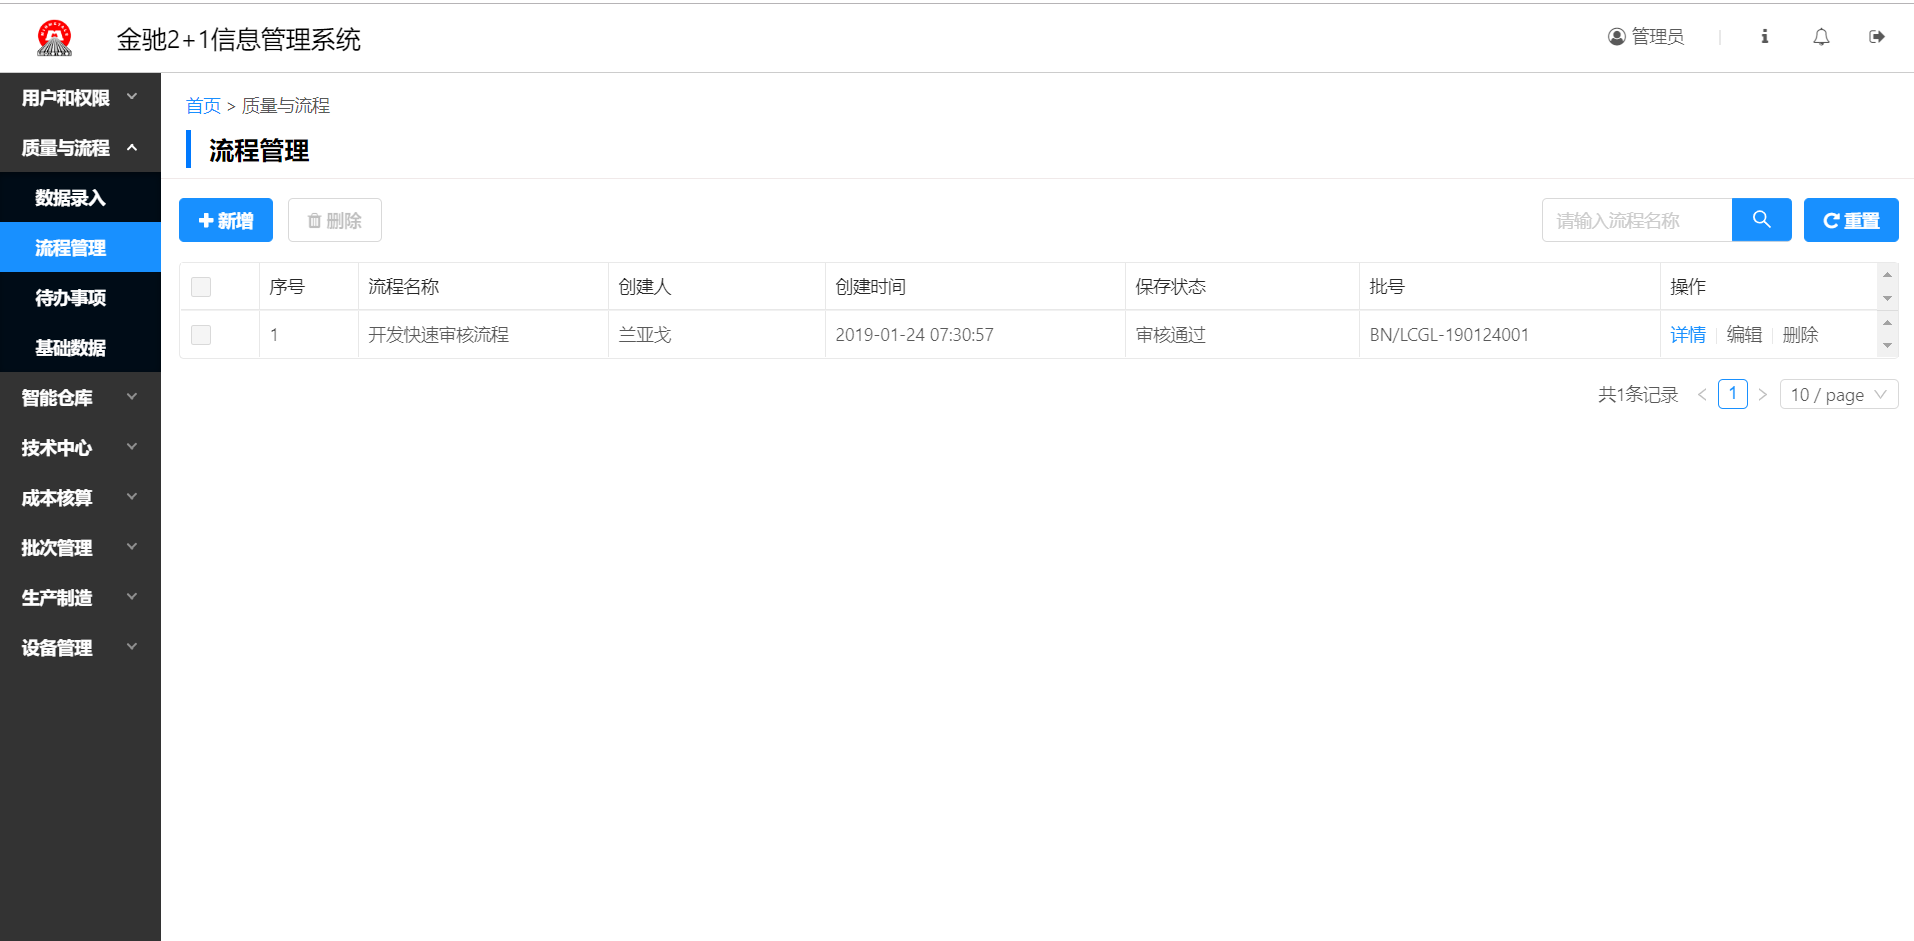 金驰2+1信息管理系统
管理员
用户和权限
质量与流程
数据录入
流程管理
待办事项
基础数据
智能仓库
技术中心
成本核算
批次管理
生产制造
设备管理
首页 > 质量与流程
流程管理
新增 删除
请输入流程名称 重置
序号 流程名称 创建人 创建时间 保存状态 批号 操作
1 开发快速审核流程 兰亚戈 2019-01-24 07:30:57 审核通过 BN/LCGL-190124001 详情 编辑 删除
共1条记录 < 1 > 10 / page